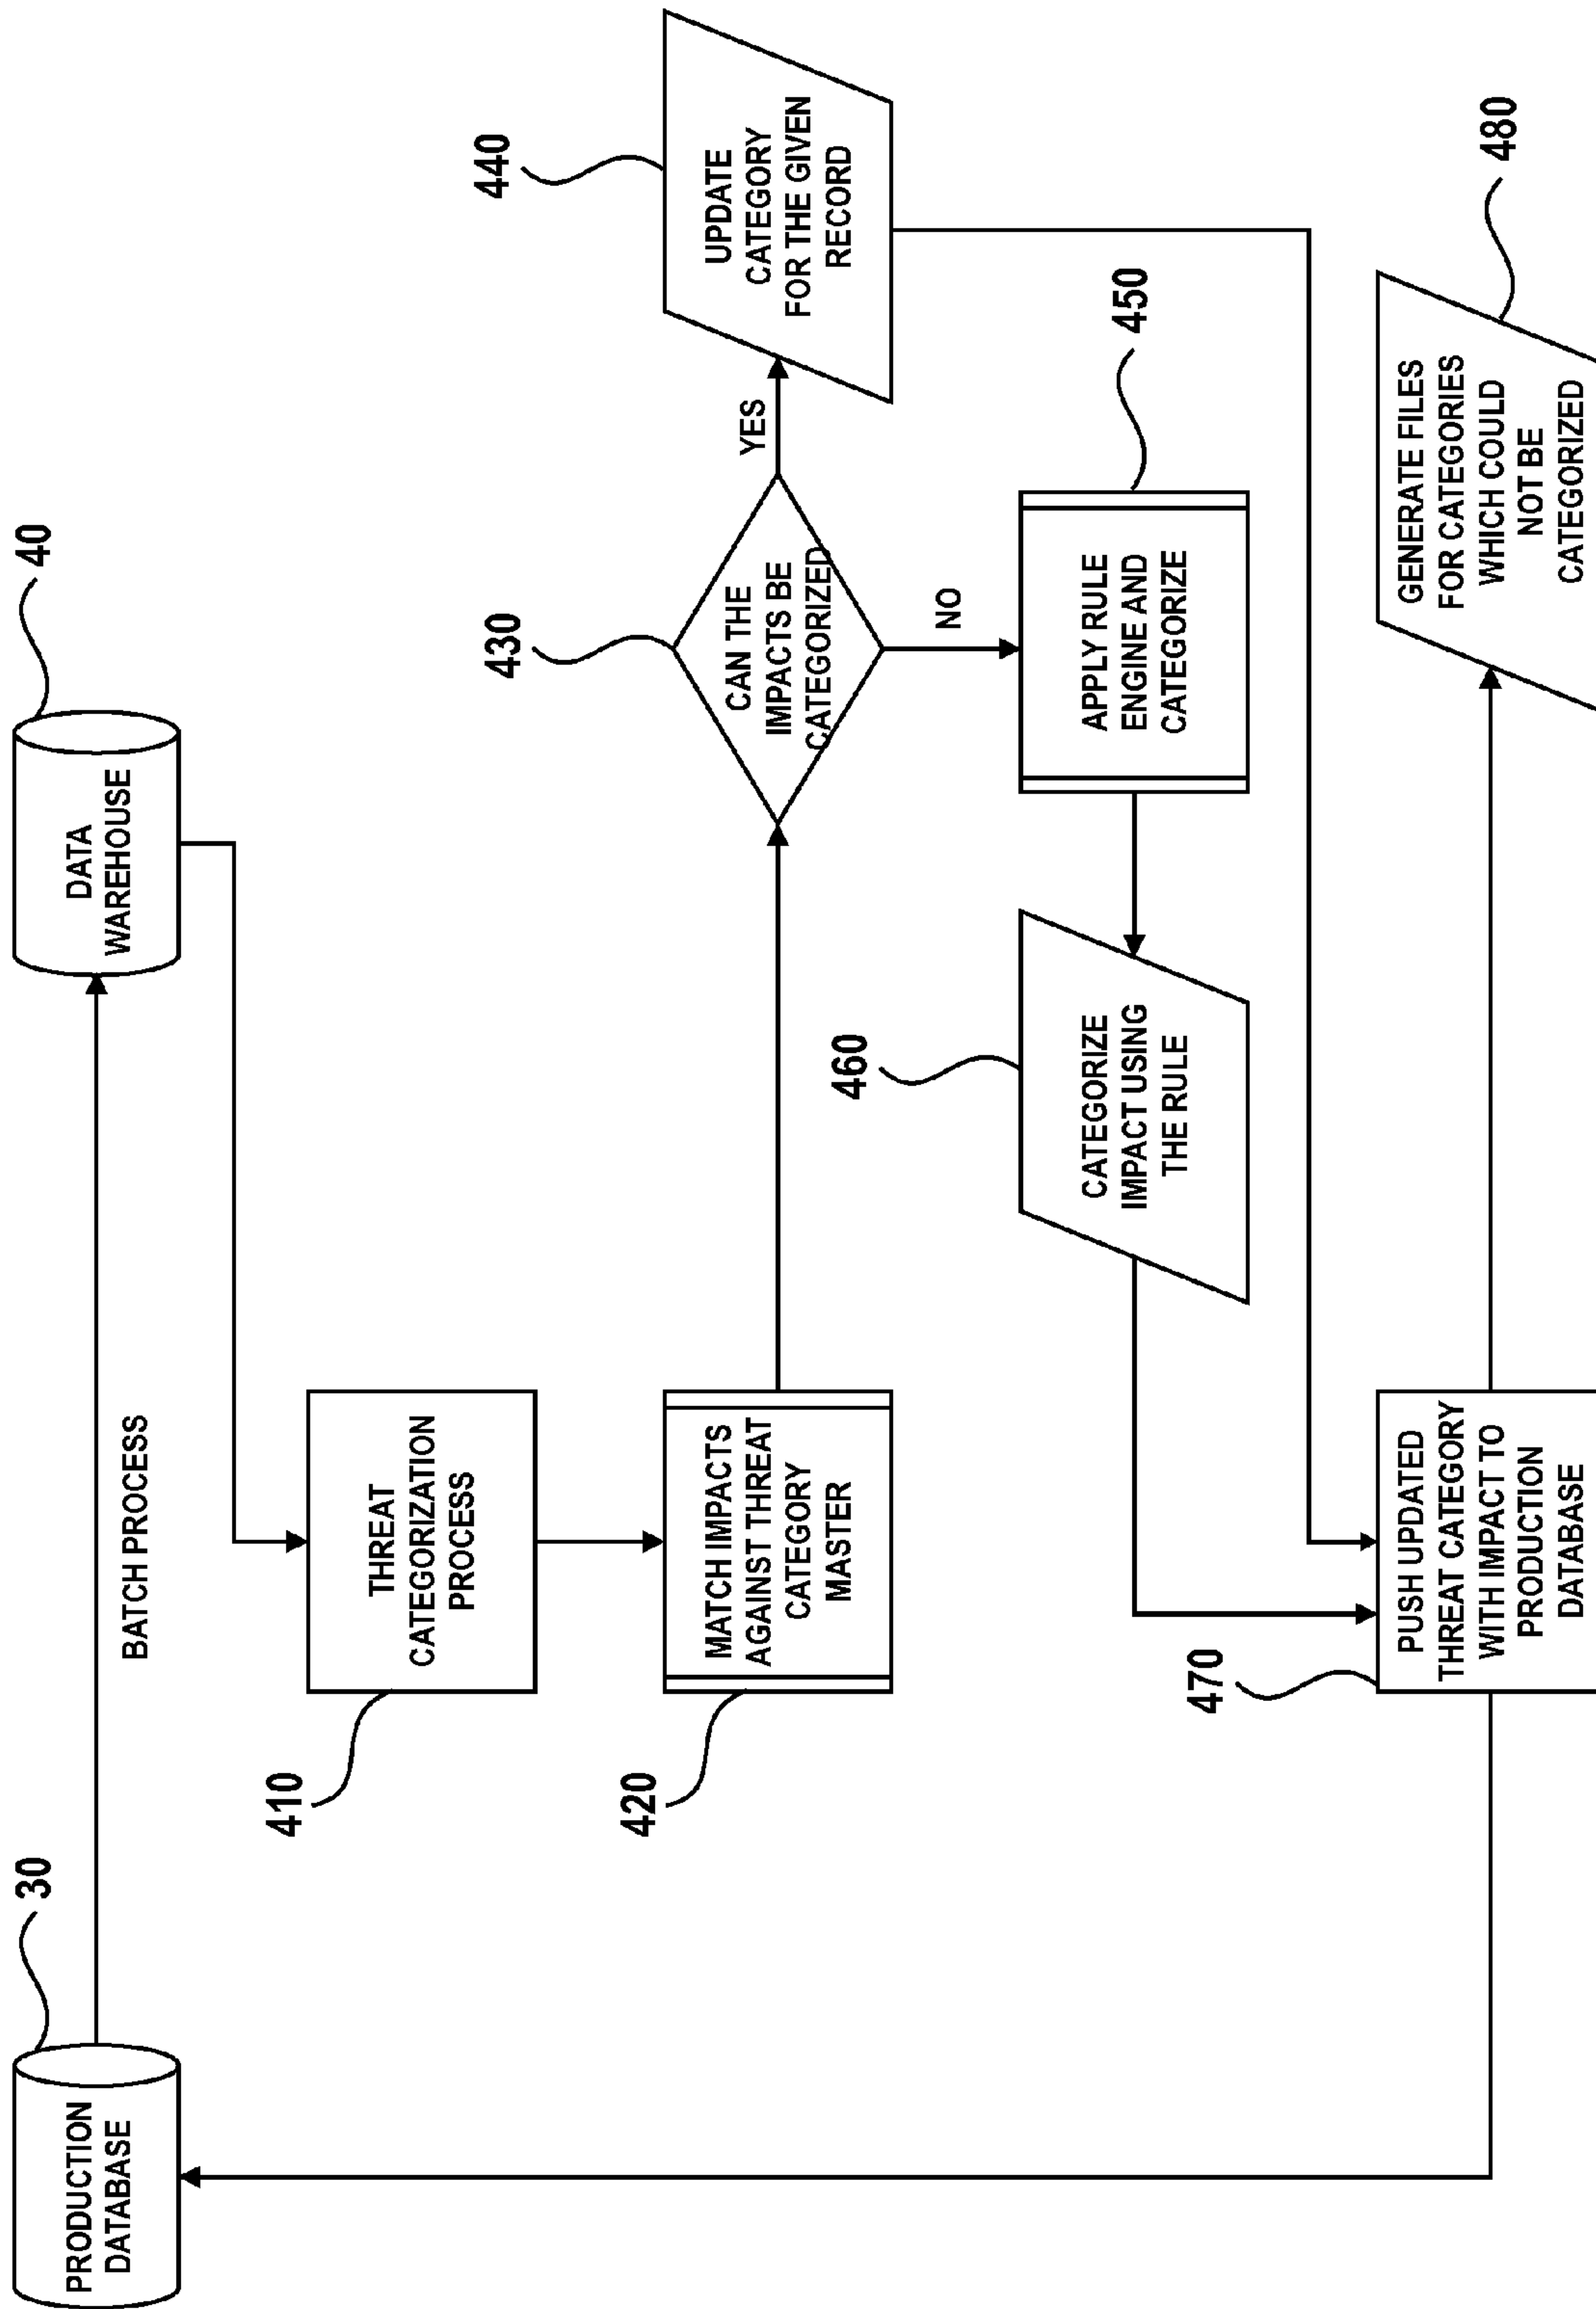 30
PRODUCTION
DATABASE
BATCH PROCESS
40
DATA
WAREHOUSE
410
THREAT
CATEGORIZATION
PROCESS
420
MATCH IMPACTS
AGAINST THREAT
CATEGORY
MASTER
430
CAN THE
IMPACTS BE
CATEGORIZED
YES
440
UPDATE
CATEGORY
FOR THE GIVEN
RECORD
NO
450
APPLY RULE
ENGINE AND
CATEGORIZE
460
CATEGORIZE
IMPACT USING
THE RULE
470
PUSH UPDATED
THREAT CATEGORY
WITH IMPACT TO
PRODUCTION
DATABASE
480
GENERATE FILES
FOR CATEGORIES
WHICH COULD
NOT BE
CATEGORIZED